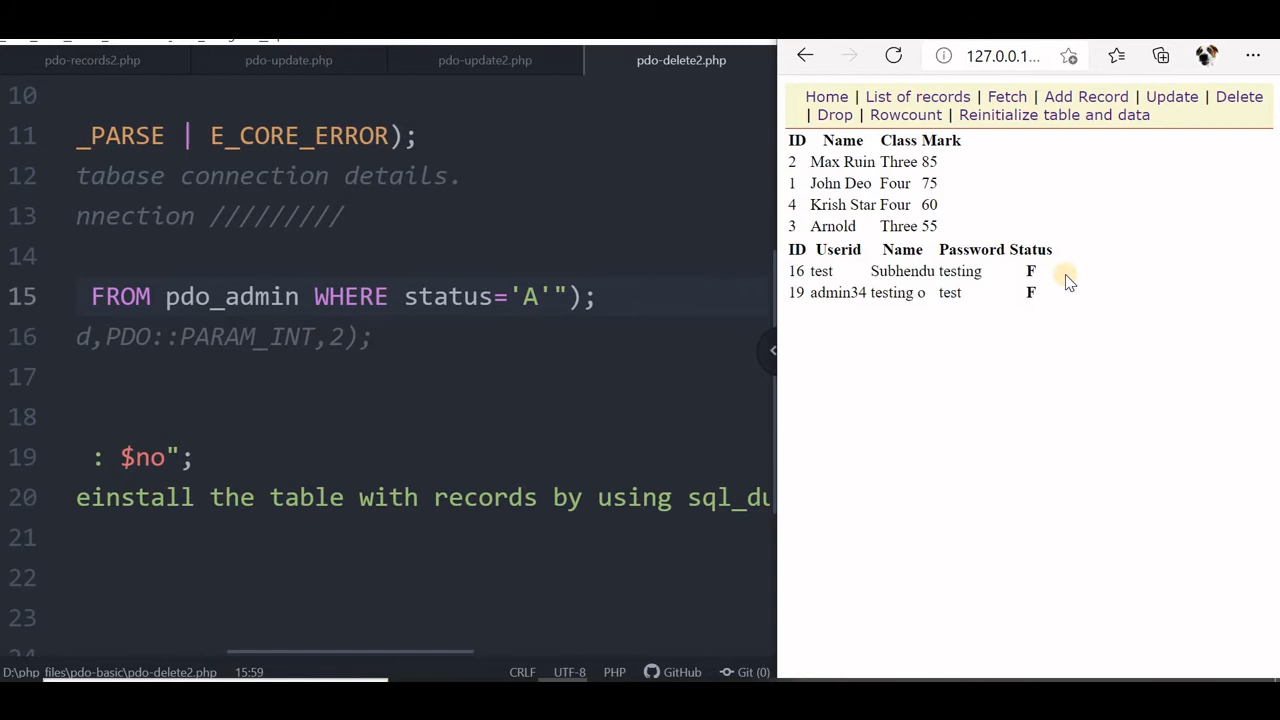 pdo-records2.php
pdo-update.php
pdo-update2.php
pdo-delete2.php
10
11 _PARSE | E_CORE_ERROR);
12 tabase connection details.
13 nnection /////////
14
15 FROM pdo_admin WHERE status='A'");
16 d,PDO::PARAM_INT,2);
17
18
19 : $no";
20 einstall the table with records by using sql_du
21
22
23
D:\php_files\pdo-basic\pdo-delete2.php 15:59 CRLF UTF-8 PHP GitHub Git (0)
127.0.0.1...
Home | List of records | Fetch | Add Record | Update | Delete
| Drop | Rowcount | Reinitialize table and data
ID Name Class Mark
2 Max Ruin Three 85
1 John Deo Four 75
4 Krish Star Four 60
3 Arnold Three 55
ID Userid Name Password Status
16 test Subhendu testing F
19 admin34 testing o test F